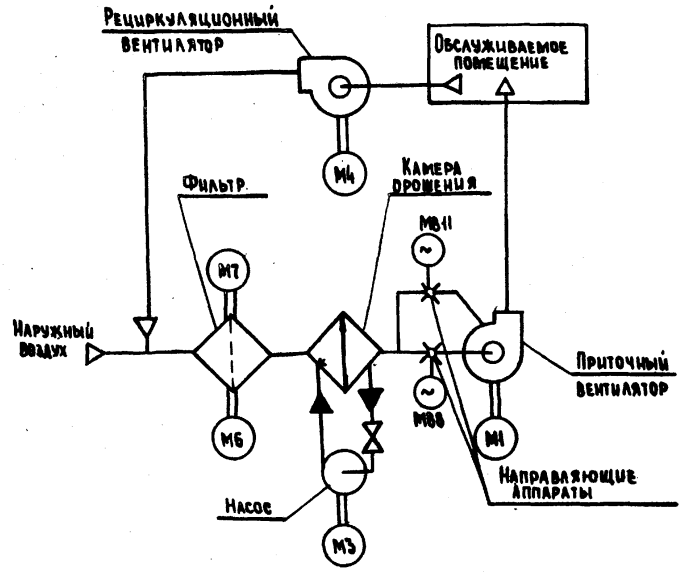 Рециркуляционный
вентилятор
Обслуживаемое
помещение
М4
Фильтр
Камера
орошения
МВ11
~
М7
Наружный
воздух
Приточный
вентилятор
~
МВ8
М6
М1
Направляющие
аппараты
Насос
М3